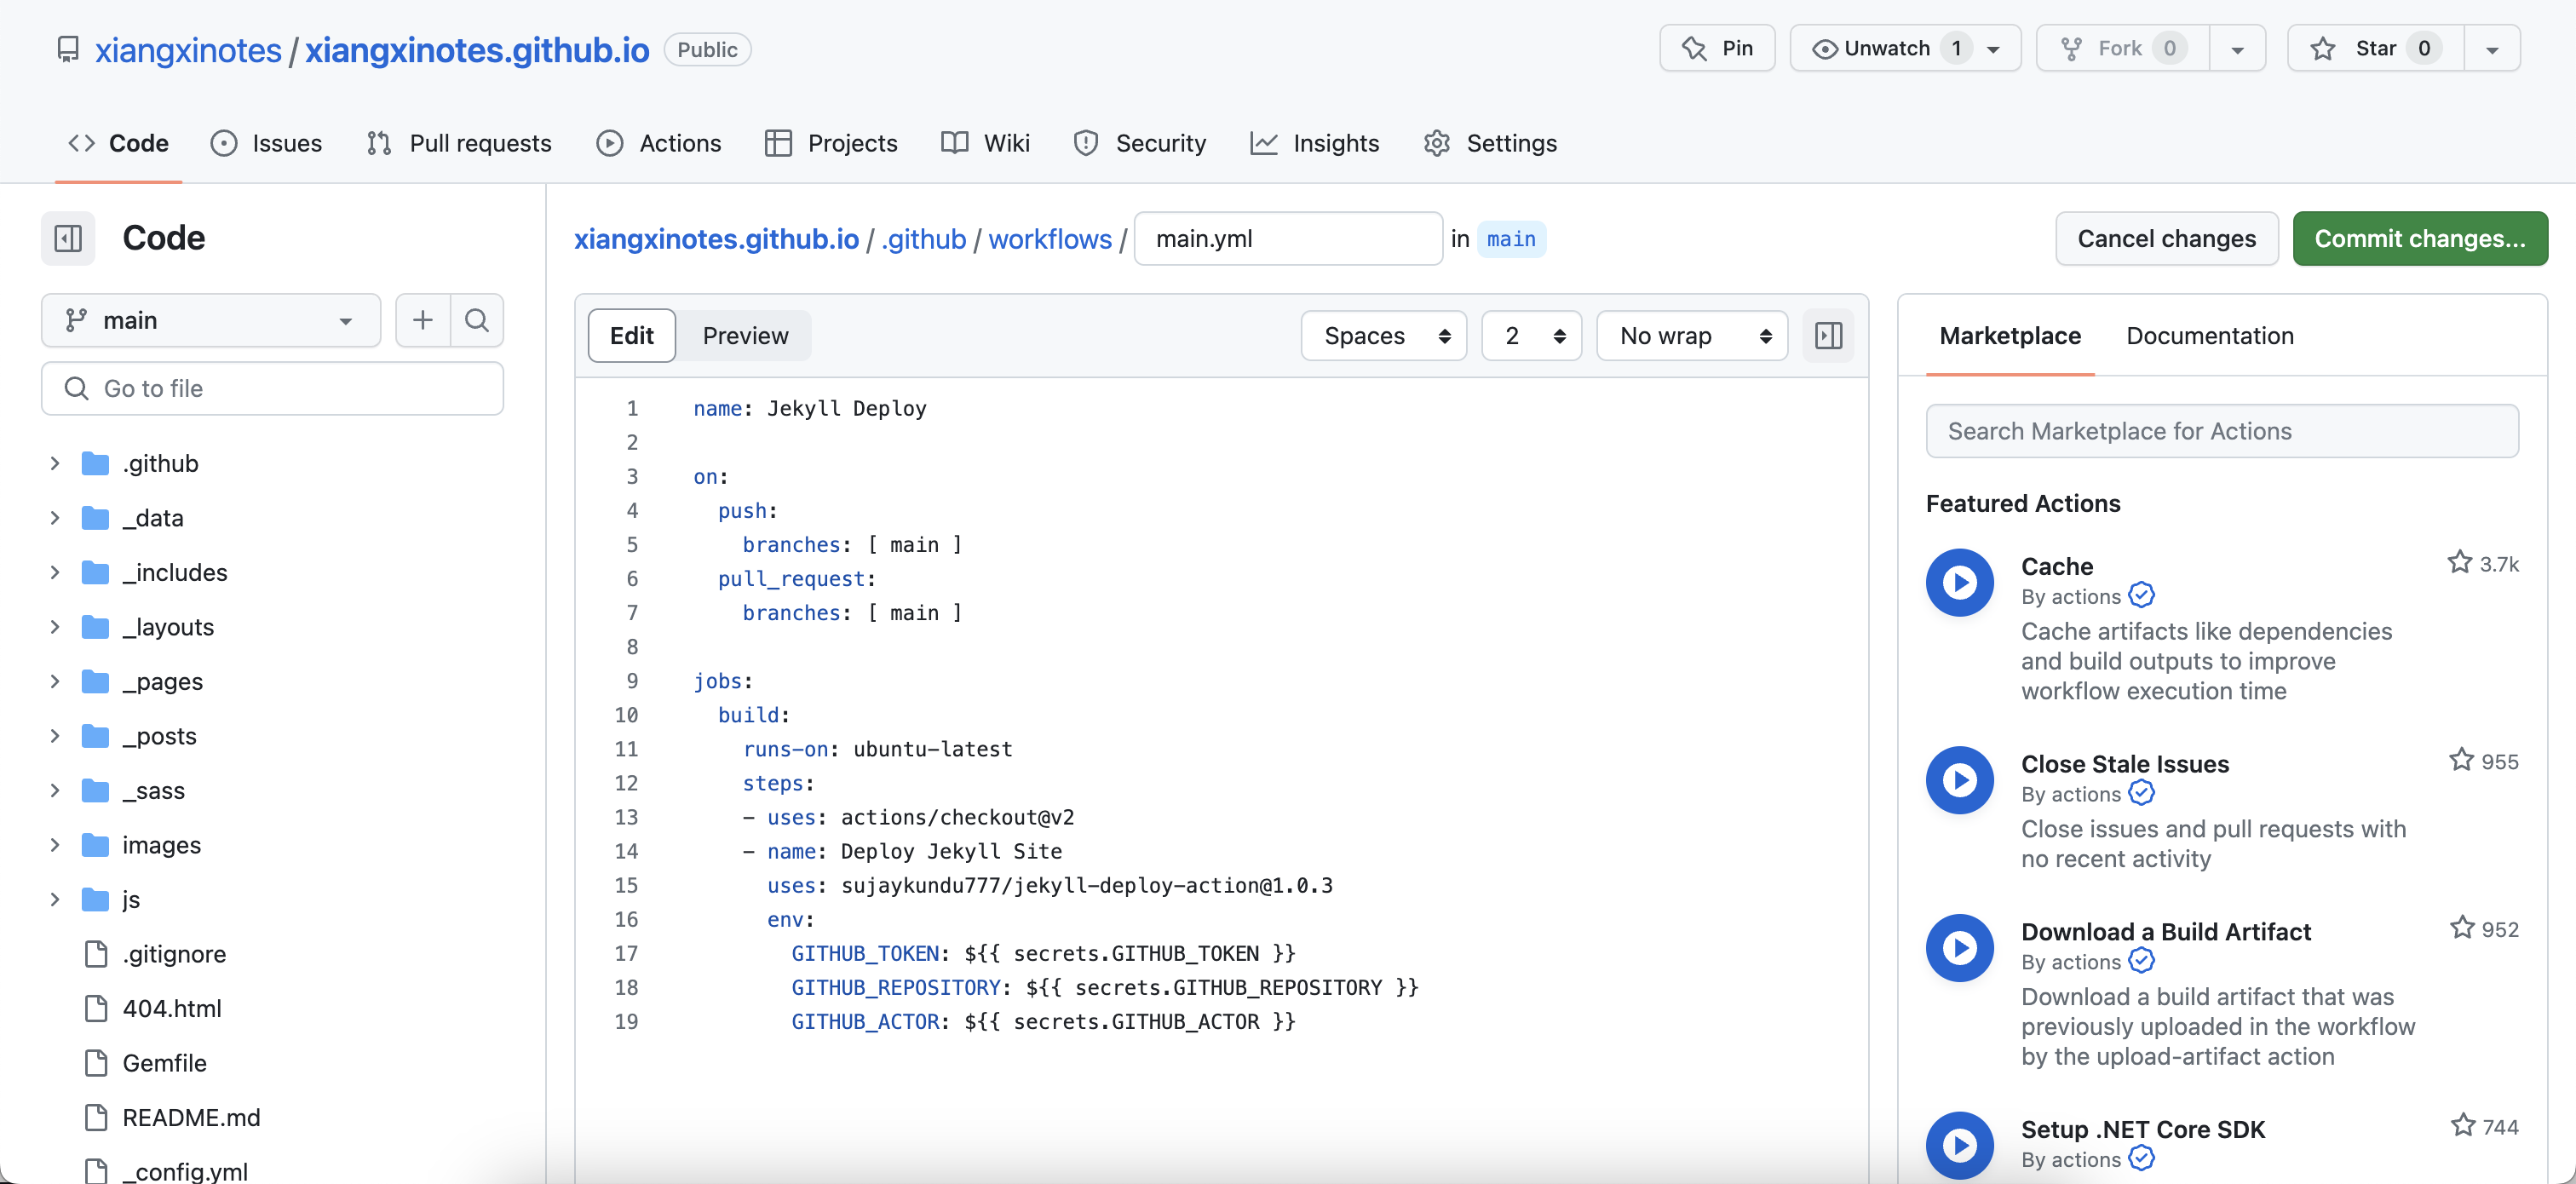 xiangxinotes / xiangxinotes.github.io Public
Pin Unwatch 1 Fork 0 Star 0
Code Issues Pull requests Actions Projects Wiki Security Insights Settings
Code
main
Go to file
.github
_data
_includes
_layouts
_pages
_posts
_sass
images
js
.gitignore
404.html
Gemfile
README.md
_config.yml
xiangxinotes.github.io / .github / workflows / main.yml in main
Cancel changes Commit changes...
Edit Preview Spaces 2 No wrap
1 name: Jekyll Deploy
2
3 on:
4   push:
5     branches: [ main ]
6   pull_request:
7     branches: [ main ]
8
9 jobs:
10   build:
11     runs-on: ubuntu-latest
12     steps:
13     - uses: actions/checkout@v2
14     - name: Deploy Jekyll Site
15       uses: sujaykundu777/jekyll-deploy-action@1.0.3
16       env:
17         GITHUB_TOKEN: ${{ secrets.GITHUB_TOKEN }}
18         GITHUB_REPOSITORY: ${{ secrets.GITHUB_REPOSITORY }}
19         GITHUB_ACTOR: ${{ secrets.GITHUB_ACTOR }}
Marketplace Documentation
Search Marketplace for Actions
Featured Actions
Cache 3.7k
By actions
Cache artifacts like dependencies
and build outputs to improve
workflow execution time
Close Stale Issues 955
By actions
Close issues and pull requests with
no recent activity
Download a Build Artifact 952
By actions
Download a build artifact that was
previously uploaded in the workflow
by the upload-artifact action
Setup .NET Core SDK 744
By actions